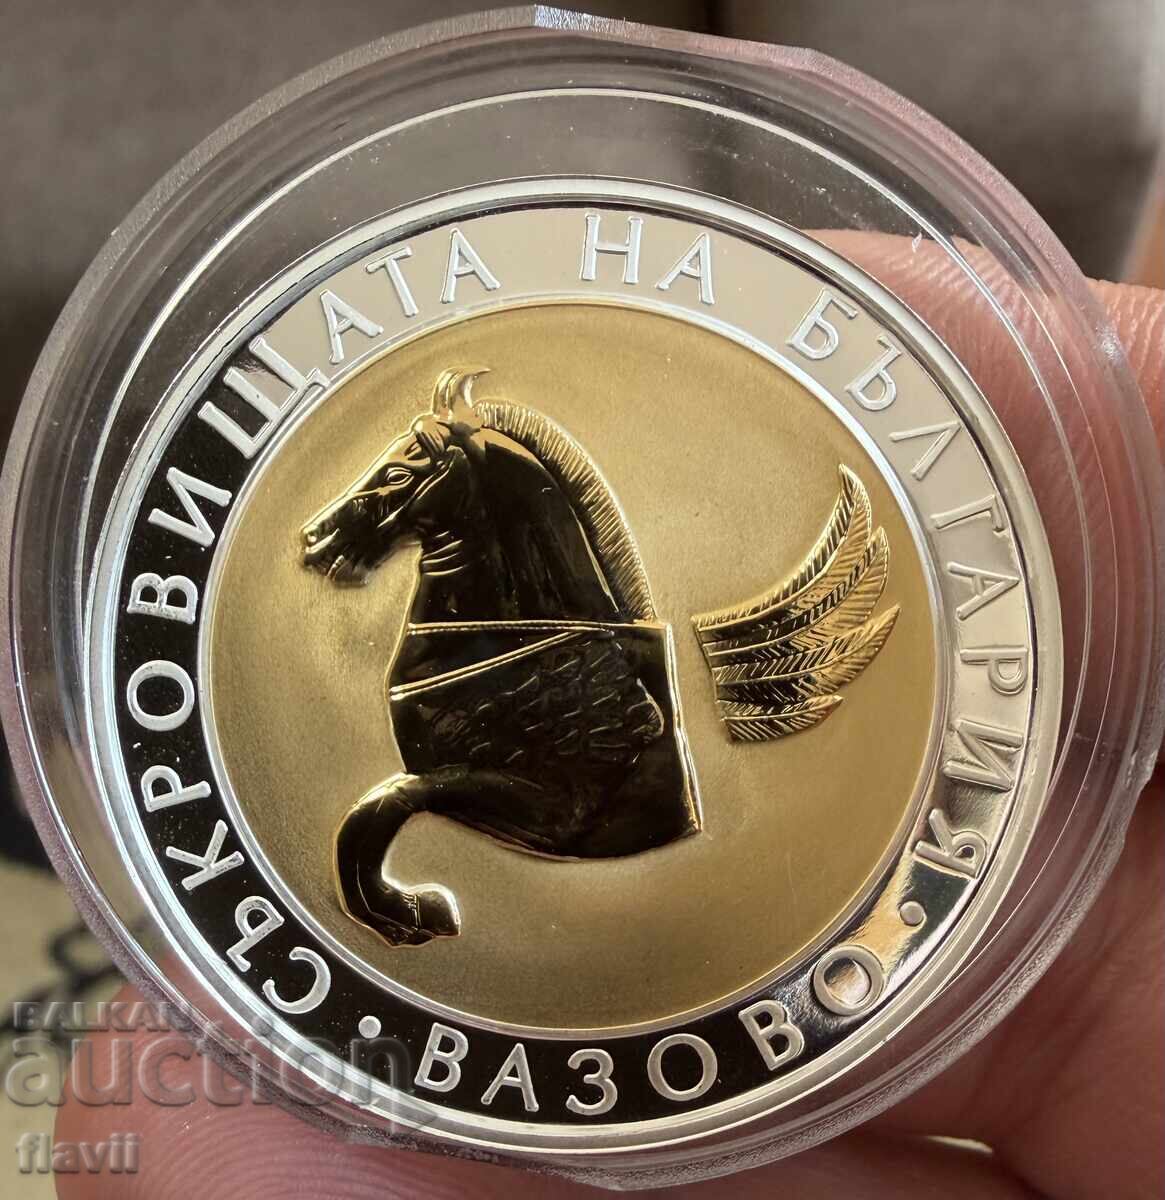 СЪКРОВИЩАТА НА БЪЛГАРИЯ
• ВАЗОВО •
BALKAN
auction
flavii